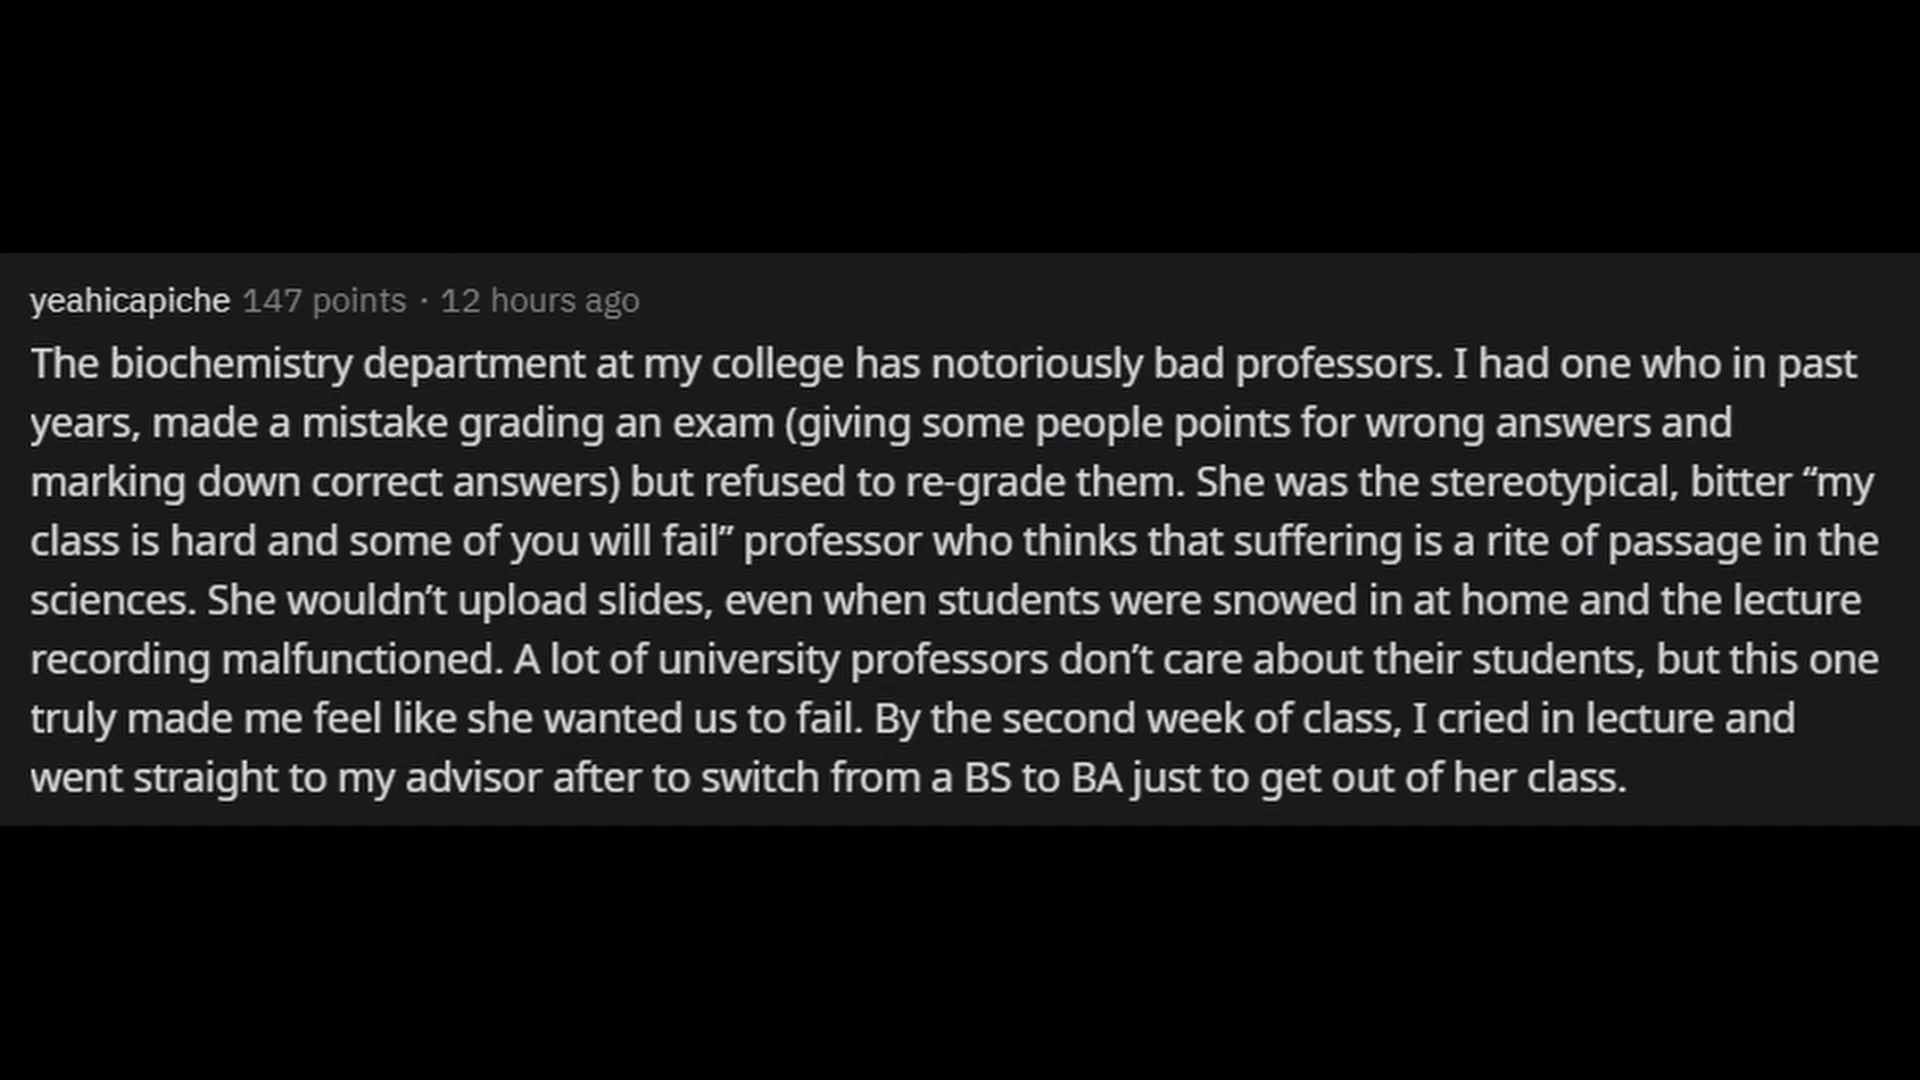 yeahicapiche 147 points · 12 hours ago
The biochemistry department at my college has notoriously bad professors. I had one who in past
years, made a mistake grading an exam (giving some people points for wrong answers and
marking down correct answers) but refused to re-grade them. She was the stereotypical, bitter “my
class is hard and some of you will fail” professor who thinks that suffering is a rite of passage in the
sciences. She wouldn’t upload slides, even when students were snowed in at home and the lecture
recording malfunctioned. A lot of university professors don’t care about their students, but this one
truly made me feel like she wanted us to fail. By the second week of class, I cried in lecture and
went straight to my advisor after to switch from a BS to BA just to get out of her class.